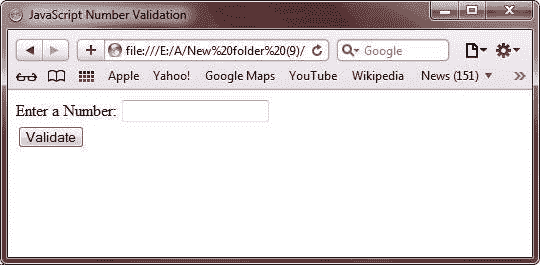 JavaScript Number Validation
file:///E:/A/New%20folder%20(9)/
Google
Apple Yahoo! Google Maps YouTube Wikipedia News (151)
Enter a Number:
Validate